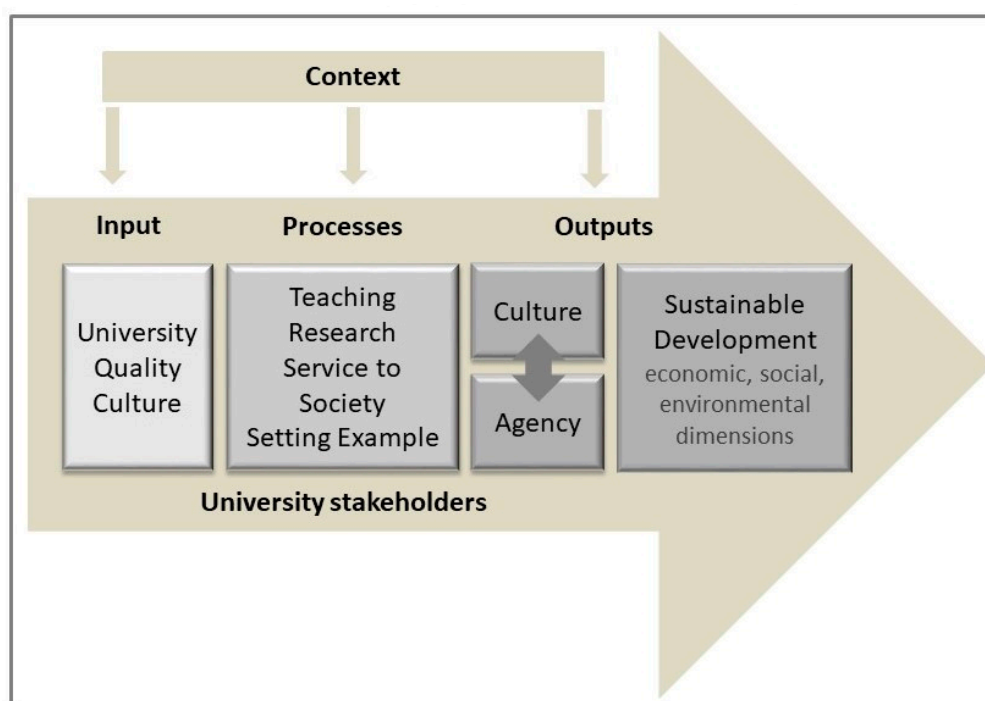 Context
Input
Processes
Outputs
University
Quality
Culture
Teaching
Research
Service to
Society
Setting Example
Culture
Agency
Sustainable
Development
economic, social,
environmental
dimensions
University stakeholders